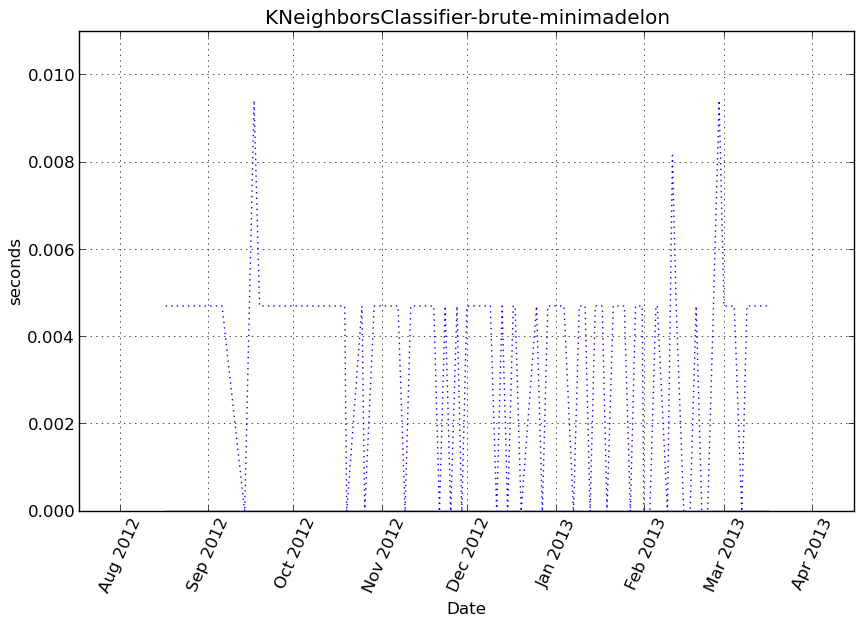 KNeighborsClassifier-brute-minimadelon
0.010
0.008
0.006
0.004
0.002
0.000
seconds
Aug 2012
Sep 2012
Oct 2012
Nov 2012
Dec 2012
Jan 2013
Feb 2013
Mar 2013
Apr 2013
Date